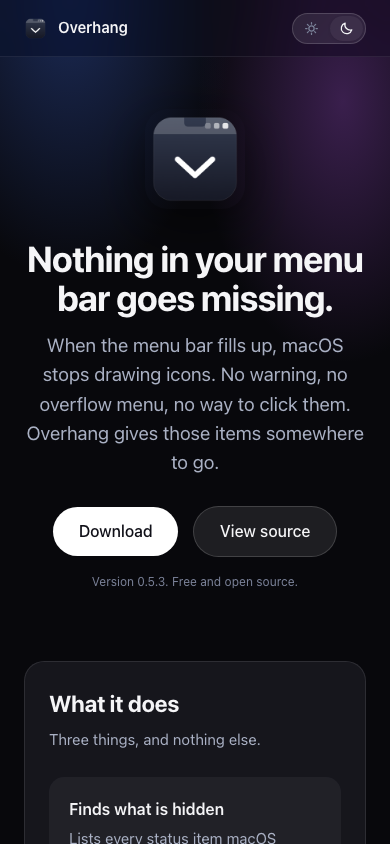 Overhang
Nothing in your menu
bar goes missing.
When the menu bar fills up, macOS
stops drawing icons. No warning, no
overflow menu, no way to click them.
Overhang gives those items somewhere
to go.
Download
View source
Version 0.5.3. Free and open source.
What it does
Three things, and nothing else.
Finds what is hidden
Lists every status item macOS